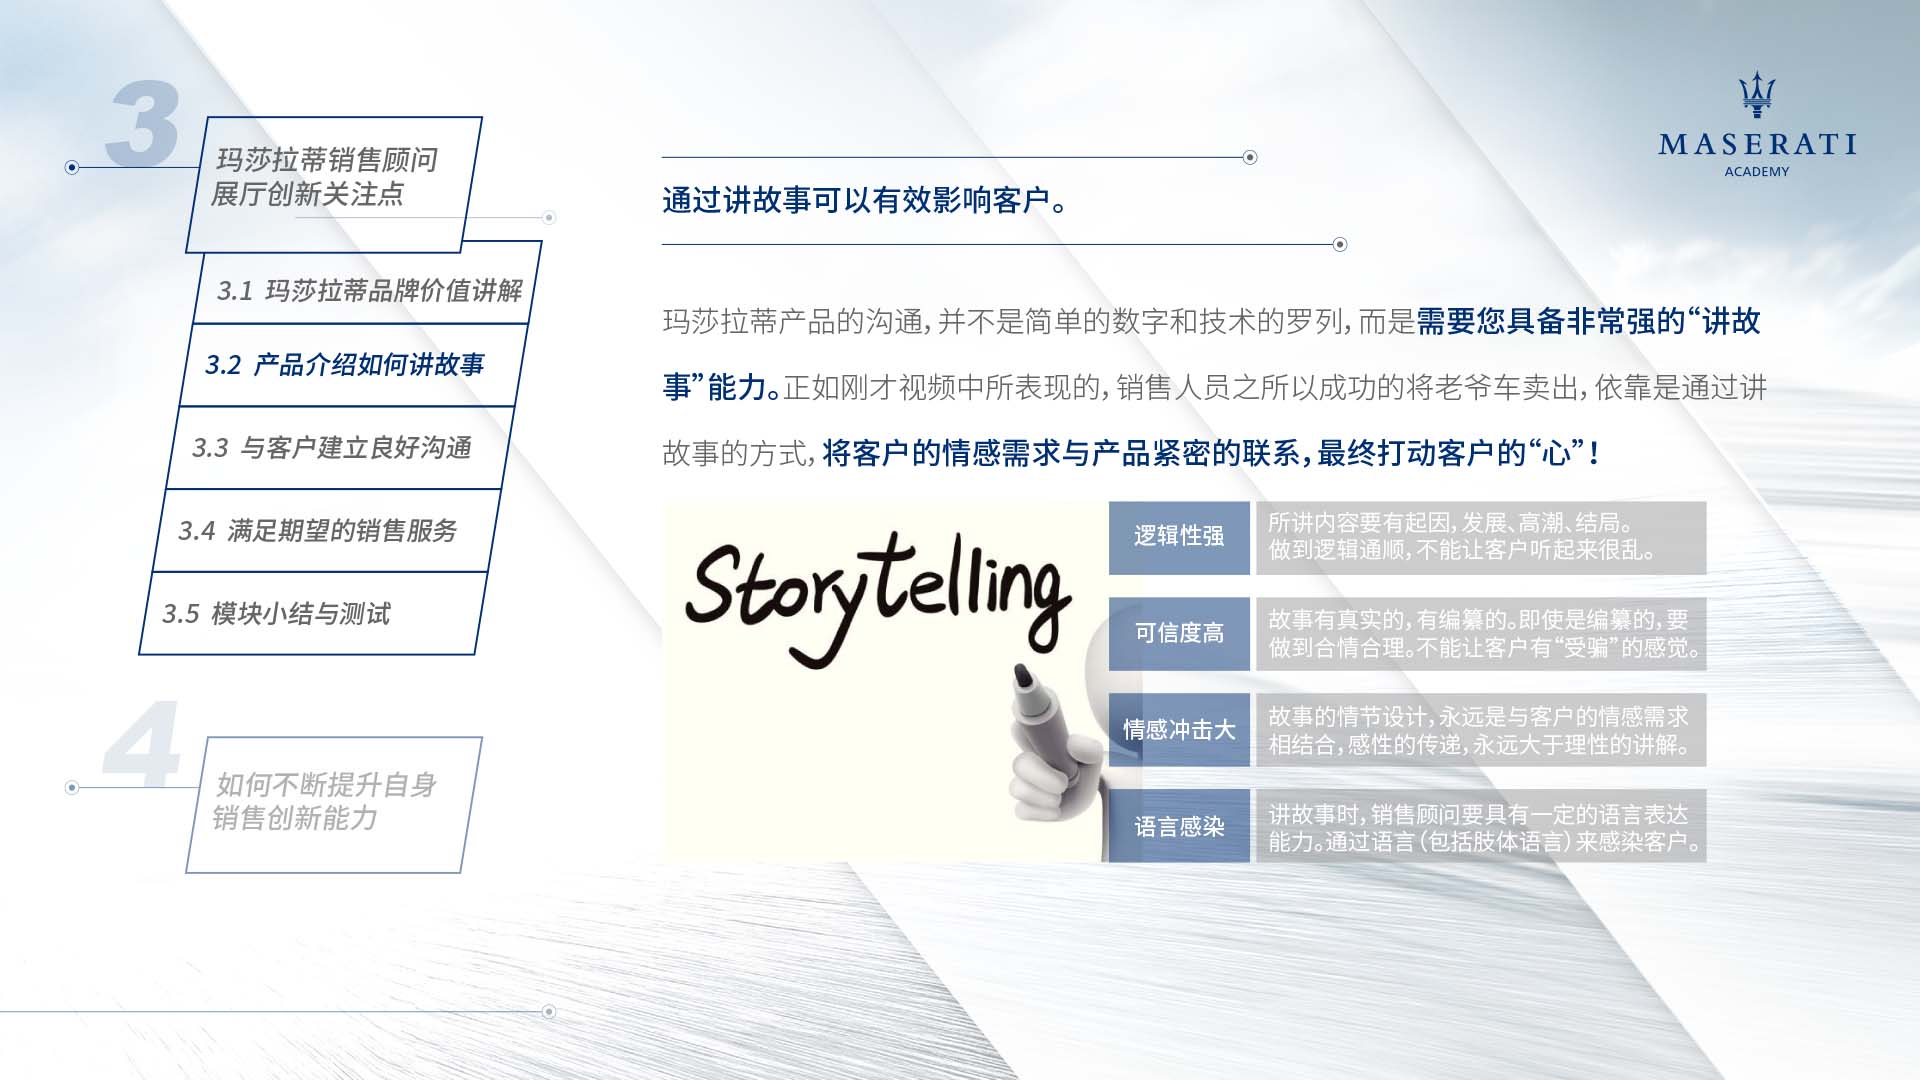 3
玛莎拉蒂销售顾问
展厅创新关注点
3.1 玛莎拉蒂品牌价值讲解
3.2 产品介绍如何讲故事
3.3 与客户建立良好沟通
3.4 满足期望的销售服务
3.5 模块小结与测试
4
如何不断提升自身
销售创新能力
MASERATI
ACADEMY
通过讲故事可以有效影响客户。
玛莎拉蒂产品的沟通，并不是简单的数字和技术的罗列，而是需要您具备非常强的“讲故
事”能力。正如刚才视频中所表现的，销售人员之所以成功的将老爷车卖出，依靠是通过讲
故事的方式，将客户的情感需求与产品紧密的联系，最终打动客户的“心”！
Storytelling
逻辑性强
所讲内容要有起因，发展、高潮、结局。
做到逻辑通顺，不能让客户听起来很乱。
可信度高
故事有真实的，有编纂的。即使是编纂的，要
做到合情合理。不能让客户有“受骗”的感觉。
情感冲击大
故事的情节设计，永远是与客户的情感需求
相结合，感性的传递，永远大于理性的讲解。
语言感染
讲故事时，销售顾问要具有一定的语言表达
能力。通过语言（包括肢体语言）来感染客户。